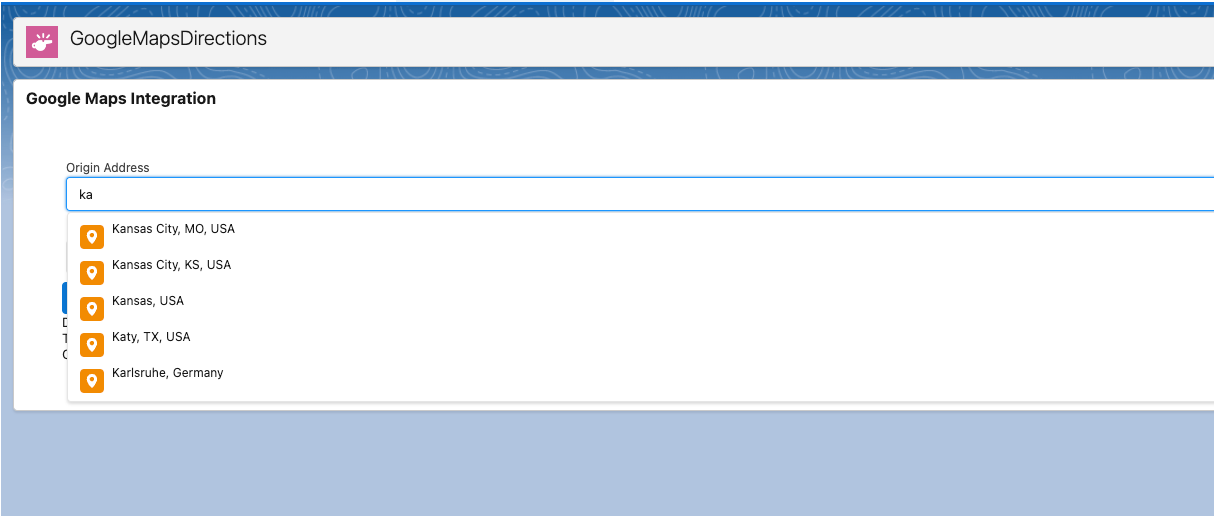 GoogleMapsDirections
Google Maps Integration
Origin Address
ka
Kansas City, MO, USA
Kansas City, KS, USA
Kansas, USA
Katy, TX, USA
Karlsruhe, Germany